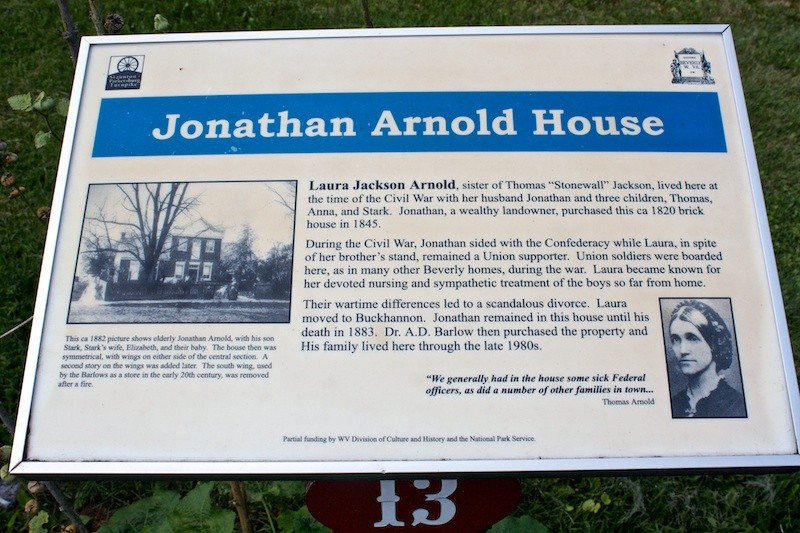 Staunton-
Parkersburg
Turnpike
BEVERLY
W. VA.
Jonathan Arnold House
Laura Jackson Arnold, sister of Thomas “Stonewall” Jackson, lived here at
the time of the Civil War with her husband Jonathan and three children, Thomas,
Anna, and Stark. Jonathan, a wealthy landowner, purchased this ca 1820 brick
house in 1845.
During the Civil War, Jonathan sided with the Confederacy while Laura, in spite
of her brother’s stand, remained a Union supporter. Union soldiers were boarded
here, as in many other Beverly homes, during the war. Laura became known for
her devoted nursing and sympathetic treatment of the boys so far from home.
Their wartime differences led to a scandalous divorce. Laura
moved to Buckhannon. Jonathan remained in this house until his
death in 1883. Dr. A.D. Barlow then purchased the property and
His family lived here through the late 1980s.
This ca 1882 picture shows elderly Jonathan Arnold, with his son
Stark, Stark’s wife, Elizabeth, and their baby. The house then was
symmetrical, with wings on either side of the central section. A
second story on the wings was added later. The south wing, used
by the Barlows as a store in the early 20th century, was removed
after a fire.
“We generally had in the house some sick Federal
officers, as did a number of other families in town...
Thomas Arnold
Partial funding by WV Division of Culture and History and the National Park Service.
13